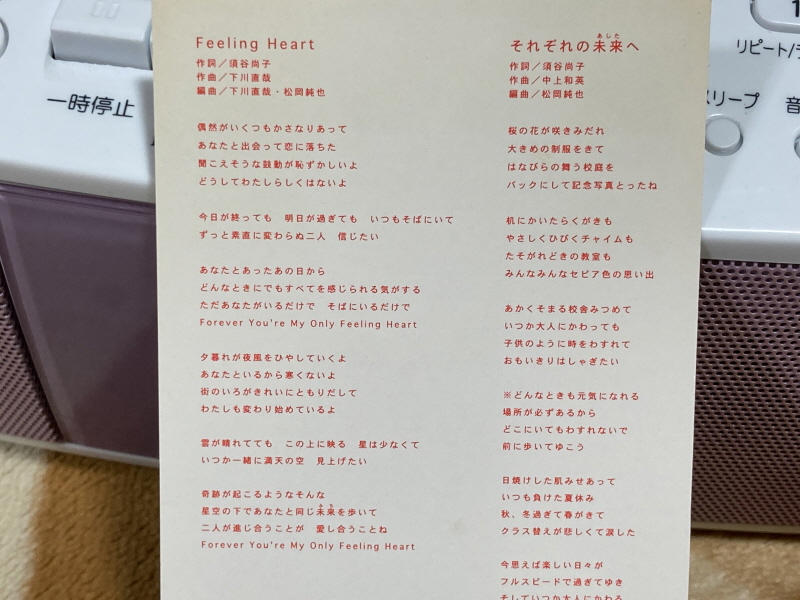 Feeling Heart
作詞／須谷尚子
作曲／下川直哉
編曲／下川直哉・松岡純也
偶然がいくつもかさなりあって
あなたと出会って恋に落ちた
聞こえそうな鼓動が恥ずかしいよ
どうしてわたしらしくはないよ
今日が終っても　明日が過ぎても　いつもそばにいて
ずっと素直に変わらぬ二人　信じたい
あなたとあったあの日から
どんなときにでもすべてを感じられる気がする
ただあなたがいるだけで　そばにいるだけで
Forever You're My Only Feeling Heart
夕暮れが夜風をひやしていくよ
あなたといるから寒くないよ
街のいろがきれいにともりだして
わたしも変わり始めているよ
雲が晴れてても　この上に映る　星は少なくて
いつか一緒に満天の空　見上げたい
奇跡が起こるようなそんな
星空の下であなたと同じ未来を歩いて
二人が進じ合うことが　愛し合うことね
Forever You're My Only Feeling Heart
それぞれの未来へ
あした
作詞／須谷尚子
作曲／中上和英
編曲／松岡純也
桜の花が咲きみだれ
大きめの制服をきて
はなびらの舞う校庭を
バックにして記念写真とったね
机にかいたらくがきも
やさしくひびくチャイムも
たそがれどきの教室も
みんなみんなセピア色の思い出
あかくそまる校舎みつめて
いつか大人にかわっても
子供のように時をわすれて
おもいきりはしゃぎたい
※どんなときも元気になれる
場所が必ずあるから
どこにいてもわすれないで
前に歩いてゆこう
日焼けした肌みせあって
いつも負けた夏休み
秋、冬過ぎて春がきて
クラス替えが悲しくて涙した
今思えば楽しい日々が
フルスピードで過ぎてゆき
そしていつか大人にかわる
一時停止
リピート/
スリープ
音